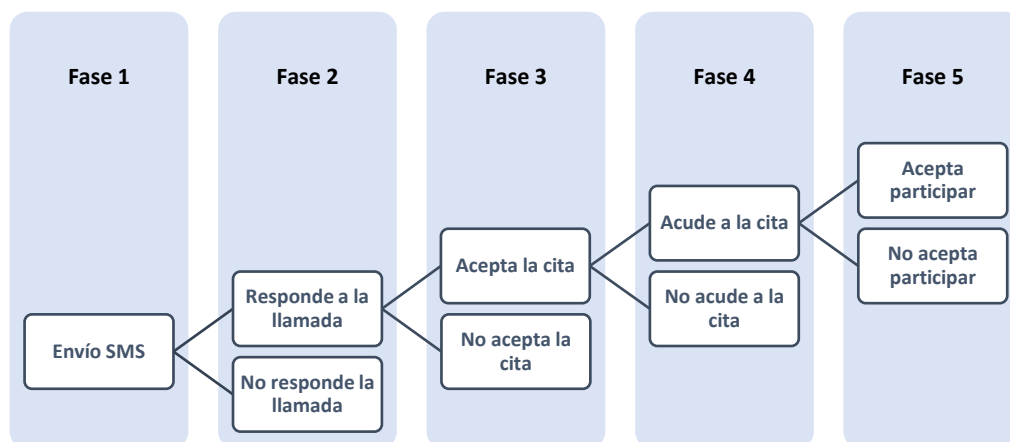 Fase 1
Fase 2
Fase 3
Fase 4
Fase 5
Envío SMS
Responde a la
llamada
No responde la
llamada
Acepta la cita
No acepta la
cita
Acude a la cita
No acude a la
cita
Acepta
participar
No acepta
participar